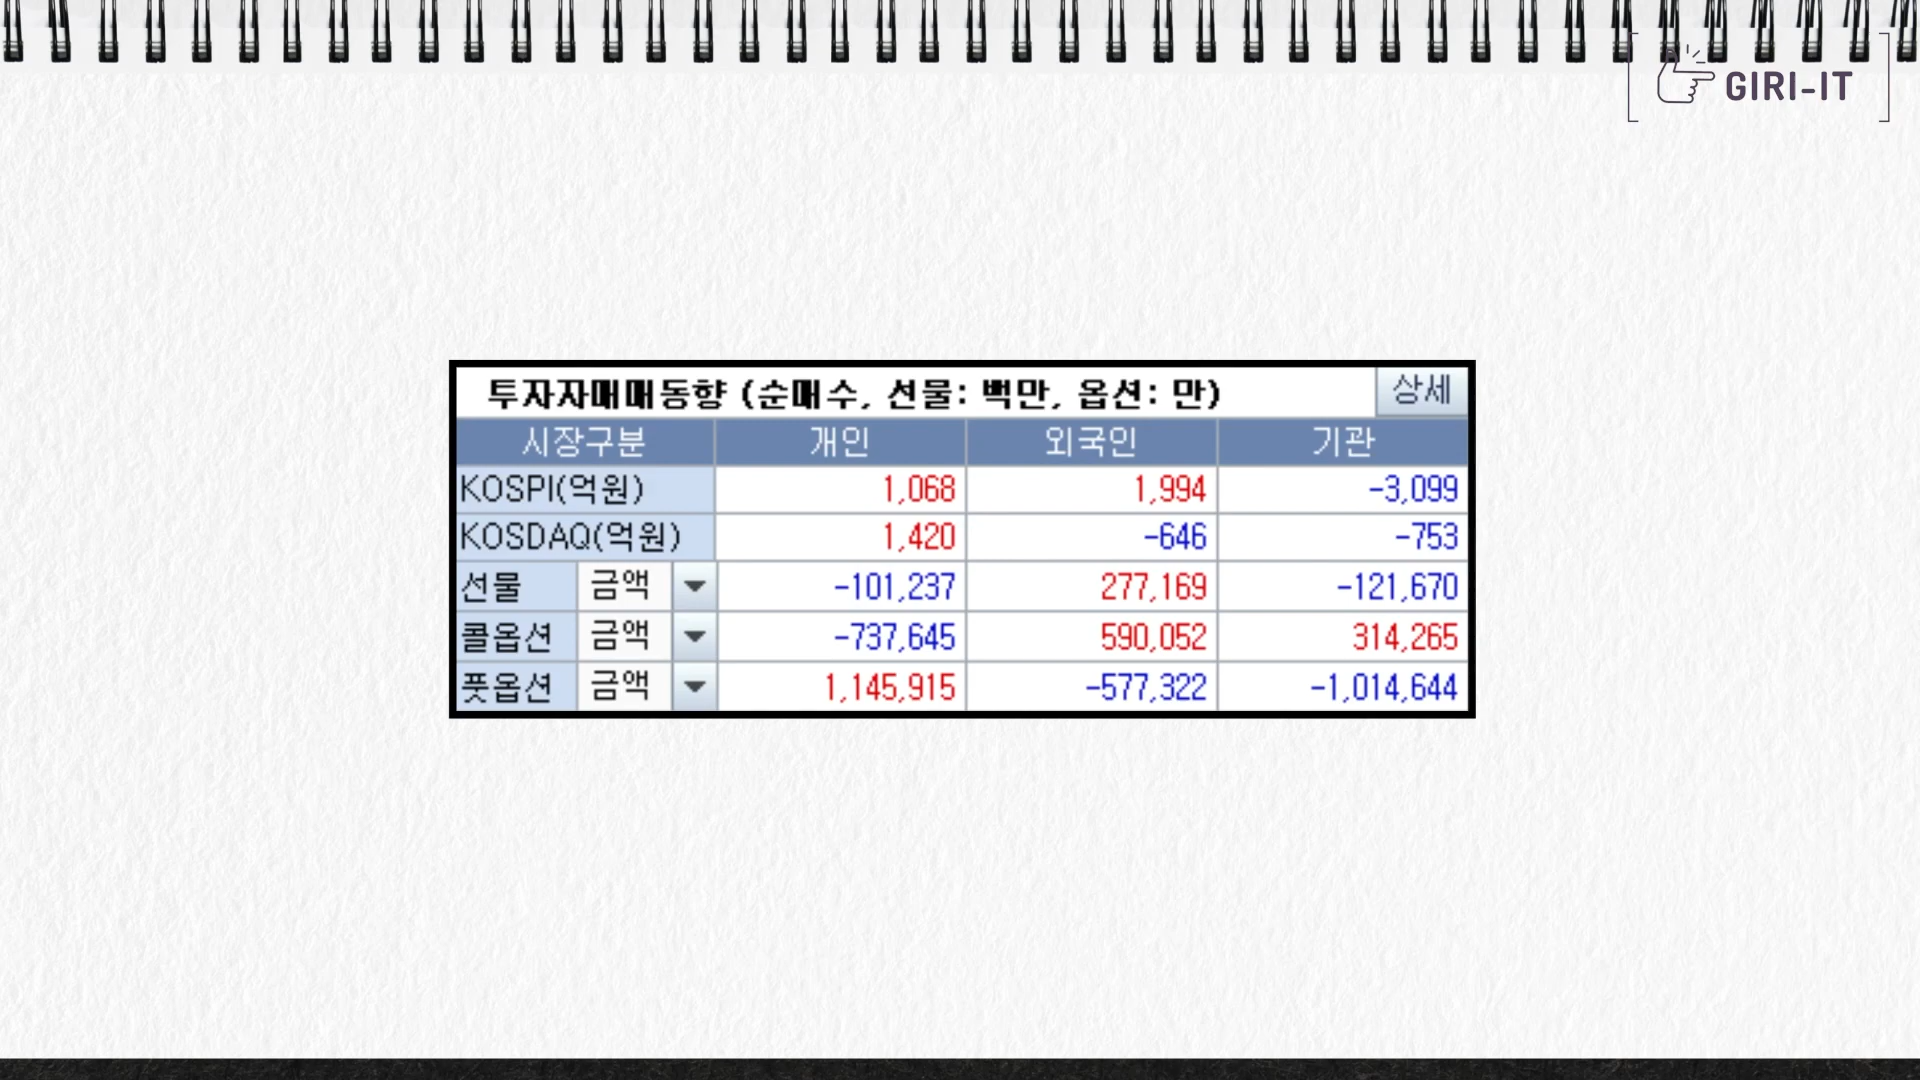 GIRI-IT
투자자매매동향 (순매수, 선물: 백만, 옵션: 만) 상세
시장구분 개인 외국인 기관
KOSPI(억원) 1,068 1,994 -3,099
KOSDAQ(억원) 1,420 -646 -753
선물 금액 -101,237 277,169 -121,670
콜옵션 금액 -737,645 590,052 314,265
풋옵션 금액 1,145,915 -577,322 -1,014,644